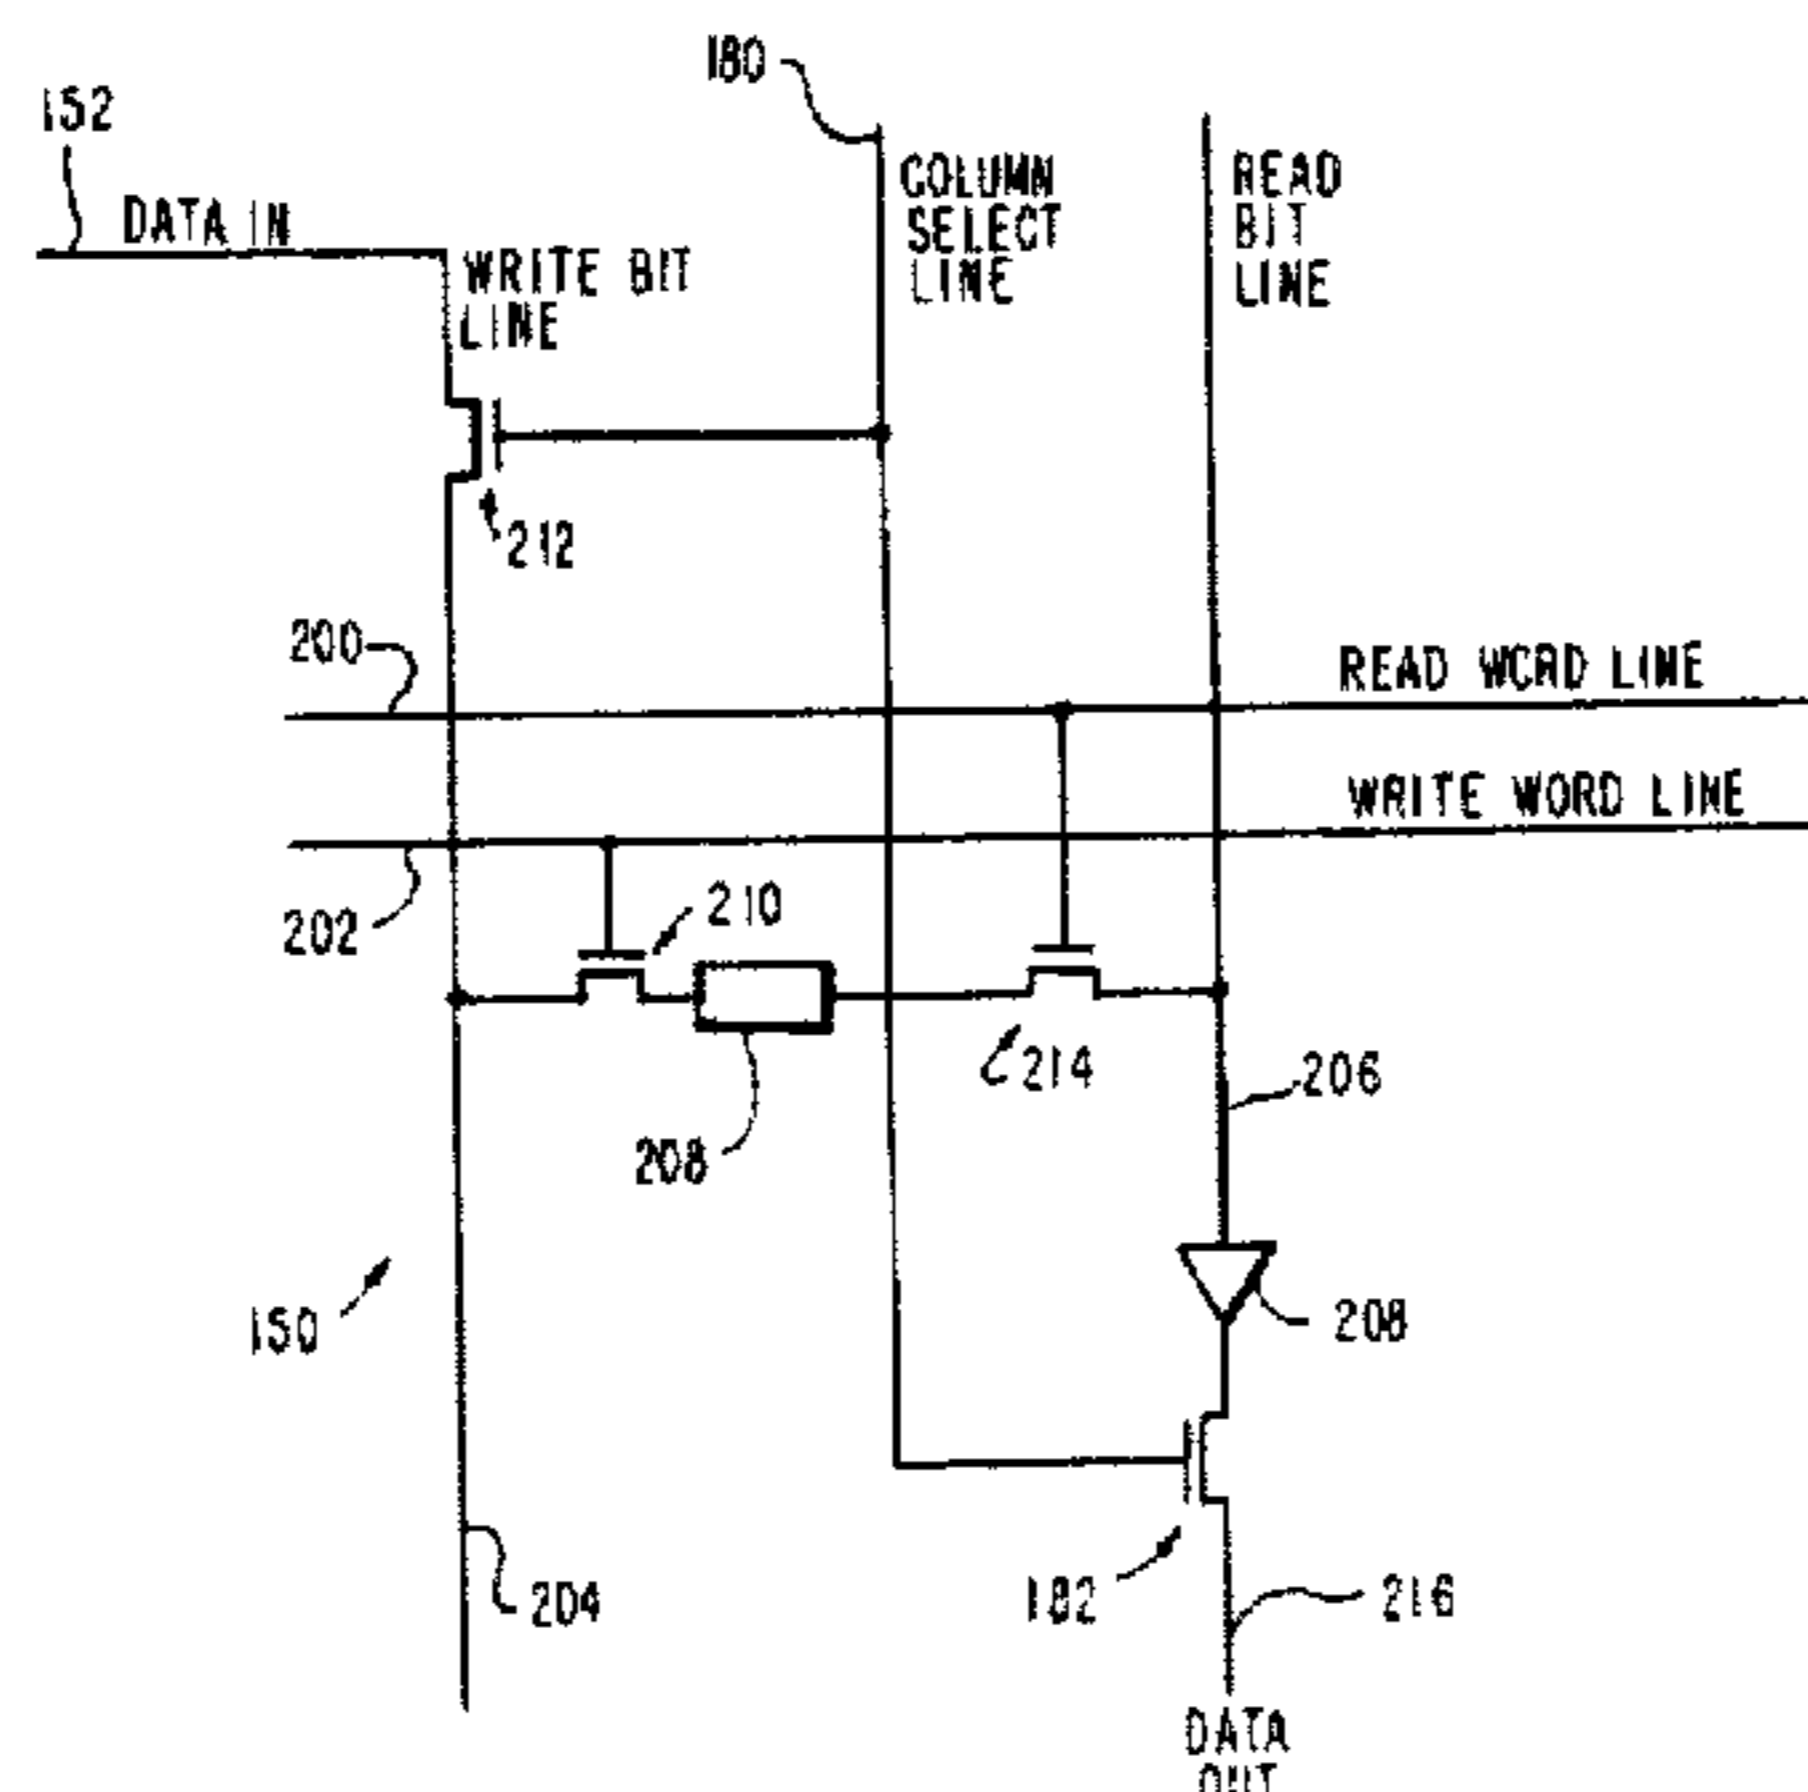 180
152
DATA IN
COLUMN
SELECT
LINE
READ
BIT
LINE
WRITE BIT
LINE
212
200
READ WORD LINE
WRITE WORD LINE
202
210
214
206
208
150
208
204
182
216
DATA
OUT